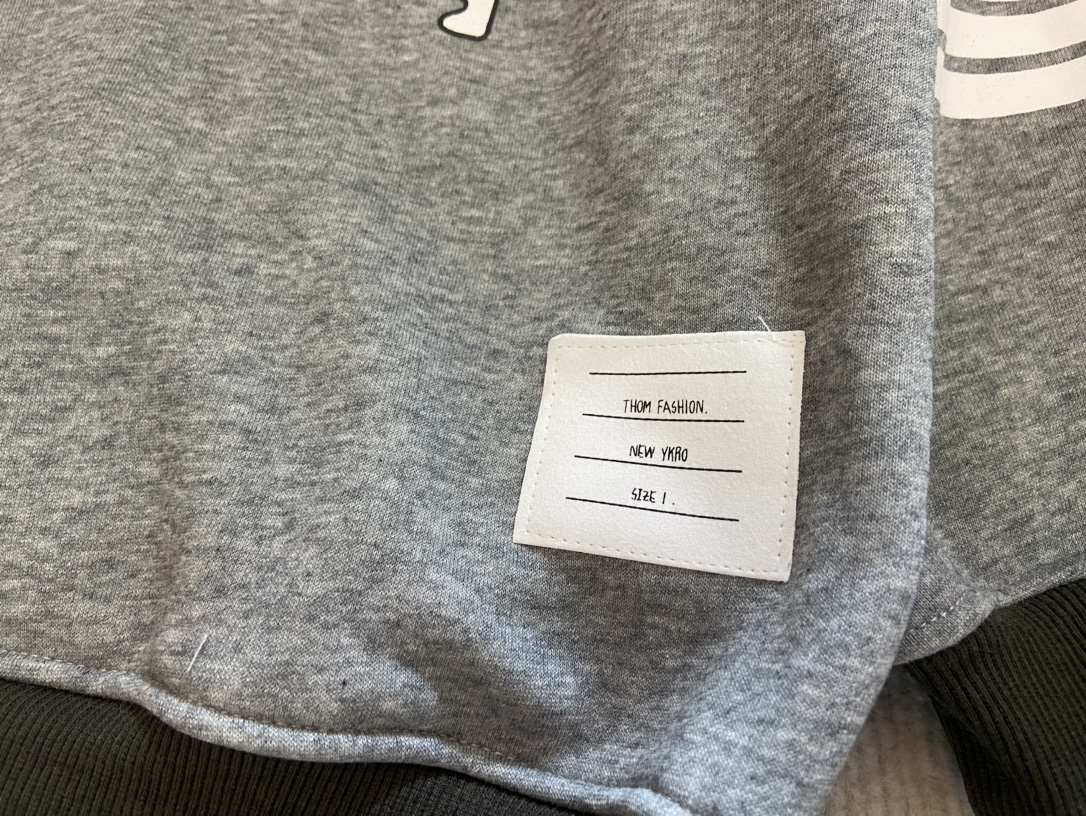 THOM FASHION.
NEW YKRO
SIZE 1.